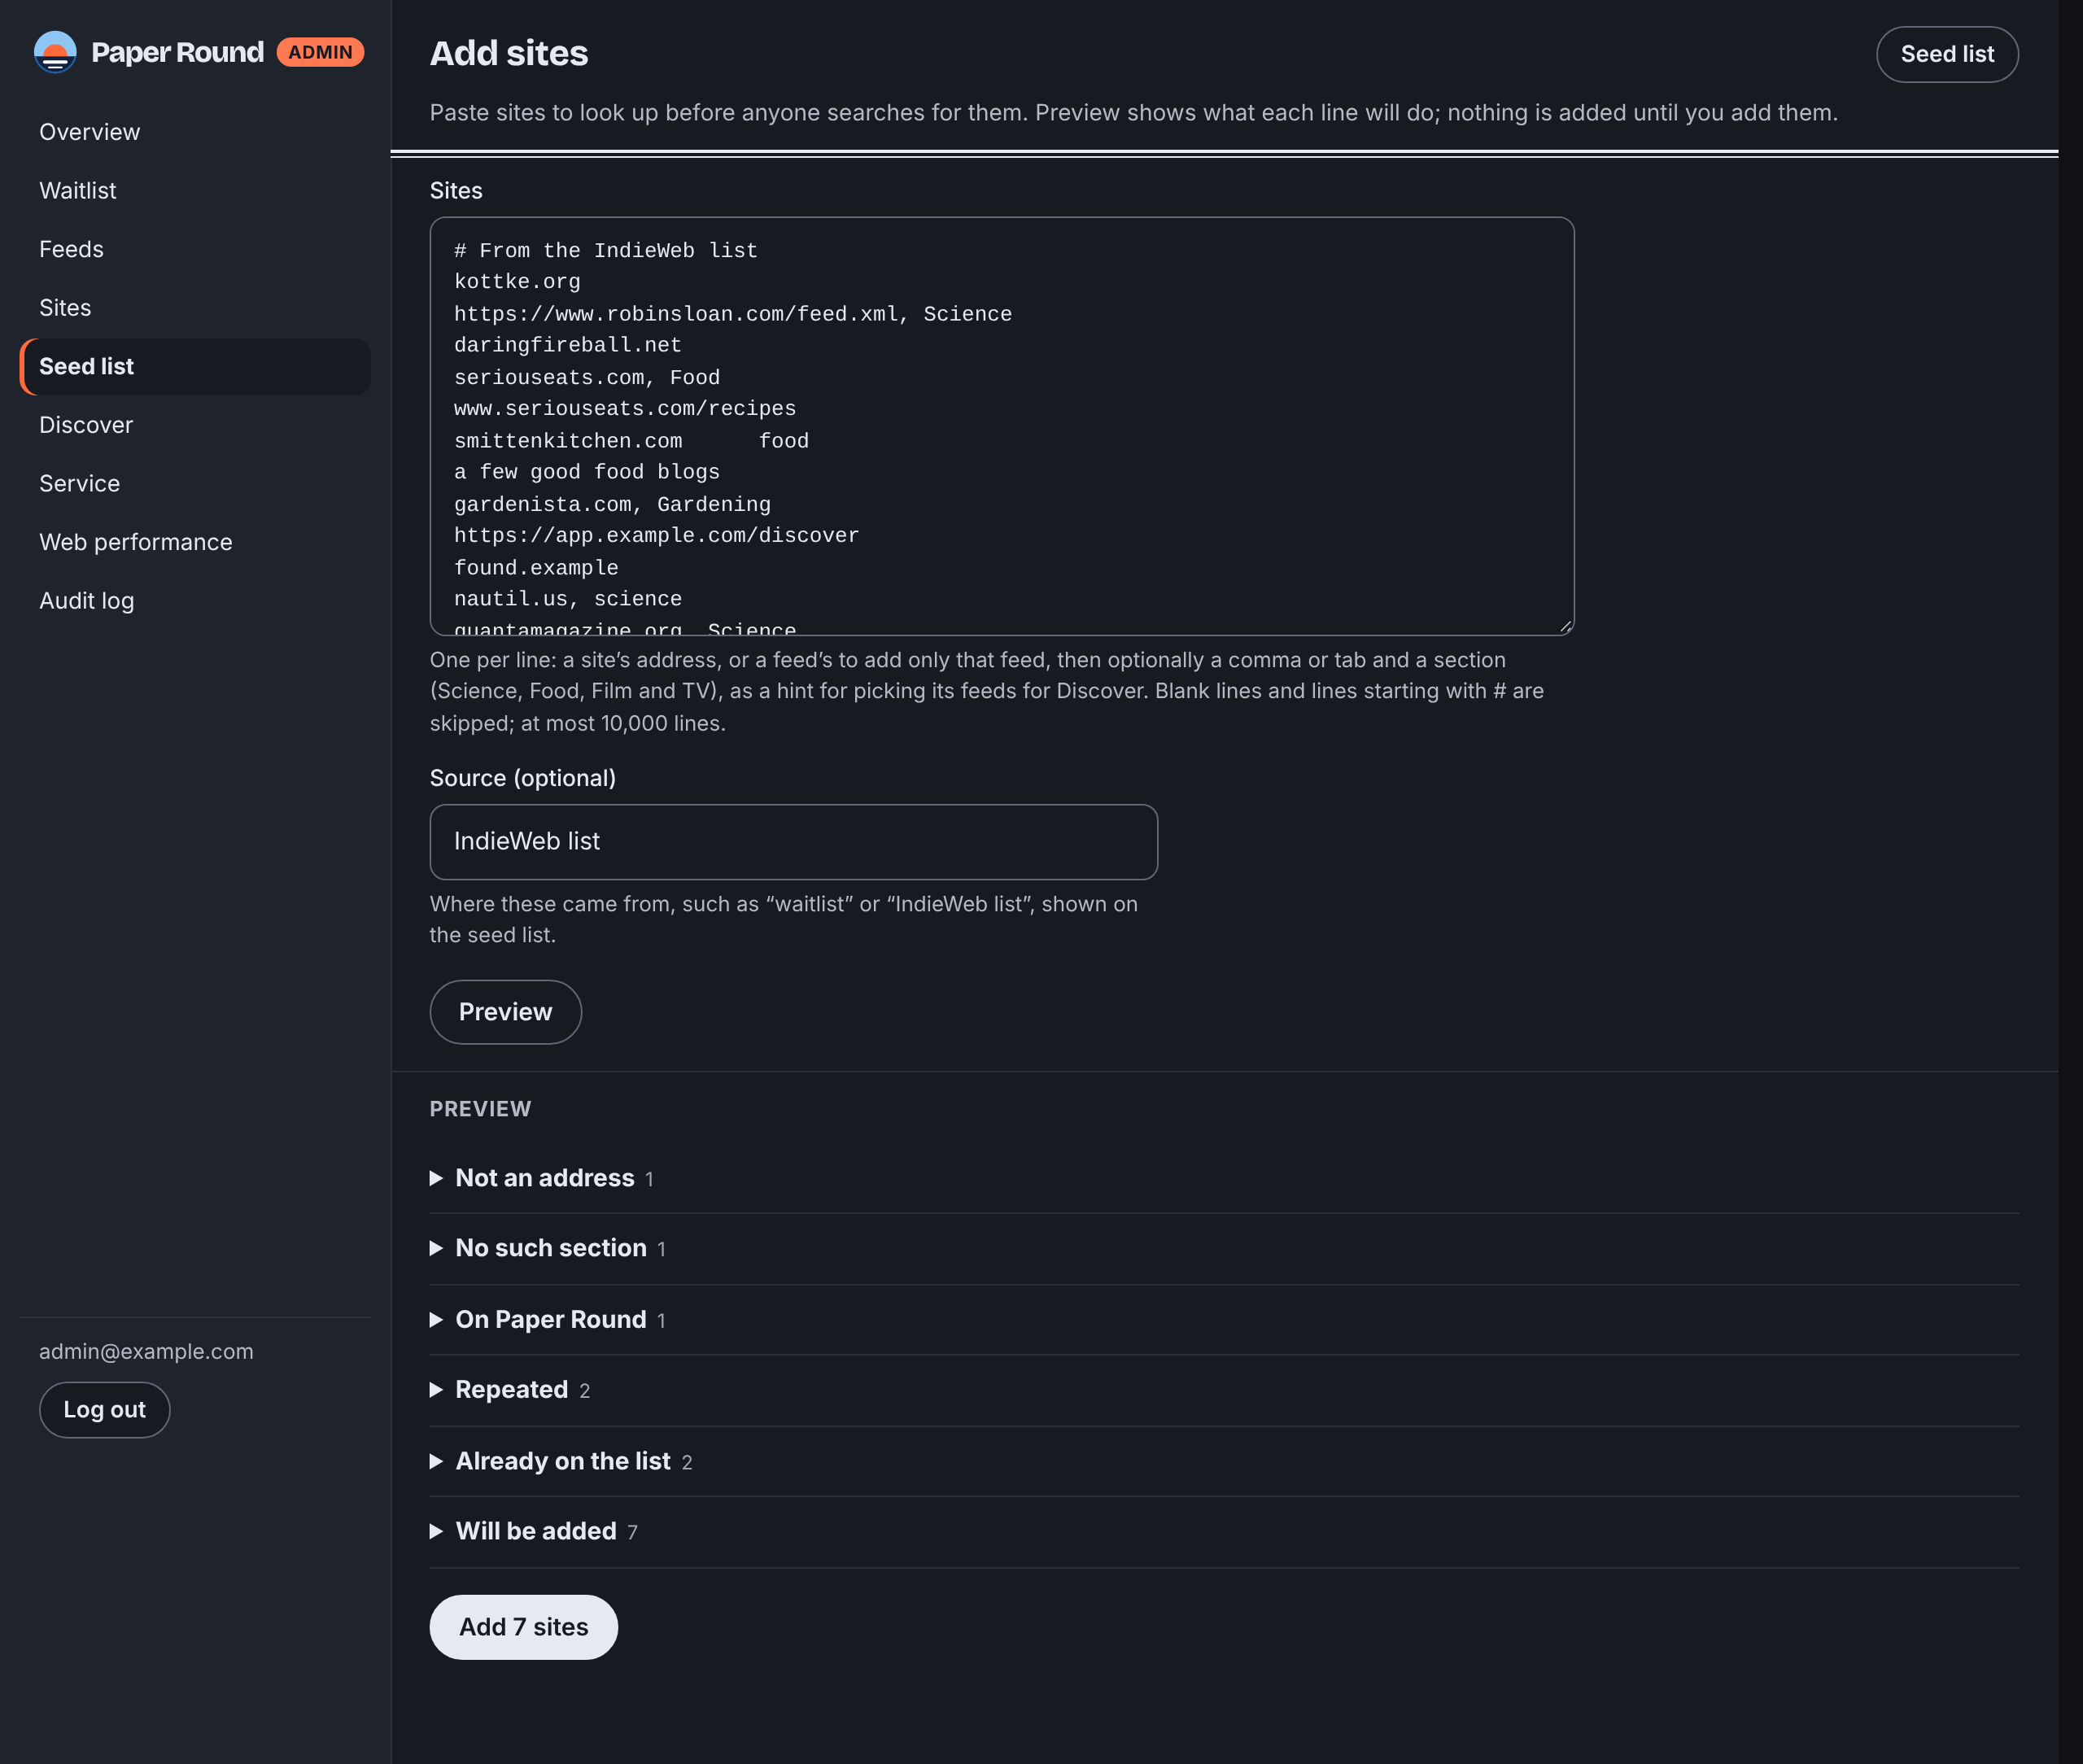 Paper Round ADMIN
Overview
Waitlist
Feeds
Sites
Seed list
Discover
Service
Web performance
Audit log
admin@example.com
Log out
Add sites
Seed list
Paste sites to look up before anyone searches for them. Preview shows what each line will do; nothing is added until you add them.
Sites
# From the IndieWeb list
kottke.org
https://www.robinsloan.com/feed.xml, Science
daringfireball.net
seriouseats.com, Food
www.seriouseats.com/recipes
smittenkitchen.com food
a few good food blogs
gardenista.com, Gardening
https://app.example.com/discover
found.example
nautil.us, science
quantamagazine.org, Science
One per line: a site’s address, or a feed’s to add only that feed, then optionally a comma or tab and a section
(Science, Food, Film and TV), as a hint for picking its feeds for Discover. Blank lines and lines starting with # are
skipped; at most 10,000 lines.
Source (optional)
IndieWeb list
Where these came from, such as “waitlist” or “IndieWeb list”, shown on
the seed list.
Preview
PREVIEW
Not an address 1
No such section 1
On Paper Round 1
Repeated 2
Already on the list 2
Will be added 7
Add 7 sites